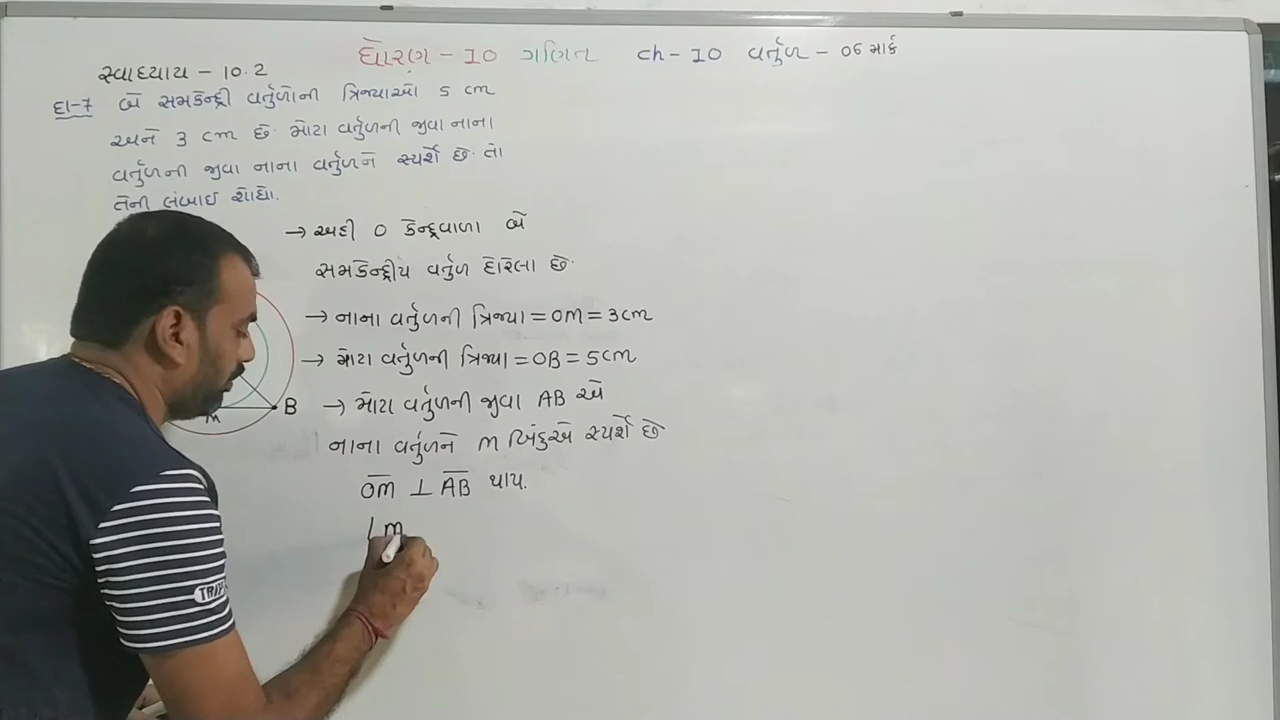 ધોરણ - 10 ગણિત ch - 10 વર્તુળ - 06 માર્ક
સ્વાધ્યાય - 10.2
દા-7 બે સમકેન્દ્રી વર્તુળોની ત્રિજ્યાઓ 5 cm
અને 3 cm છે. મોટા વર્તુળની જીવા નાના
વર્તુળની જીવા નાના વર્તુળને સ્પર્શે છે. તો
તેની લંબાઈ શોધો.
→ અહીં O કેન્દ્રવાળા બે
સમકેન્દ્રીય વર્તુળ દોરેલા છે.
→ નાના વર્તુળની ત્રિજ્યા = OM = 3cm
→ મોટા વર્તુળની ત્રિજ્યા = OB = 5cm
→ મોટા વર્તુળની જીવા AB એ
નાના વર્તુળને M બિંદુએ સ્પર્શે છે
O̅M̅ ⊥ A̅B̅ થાય.
∠M
M
B
TRIP